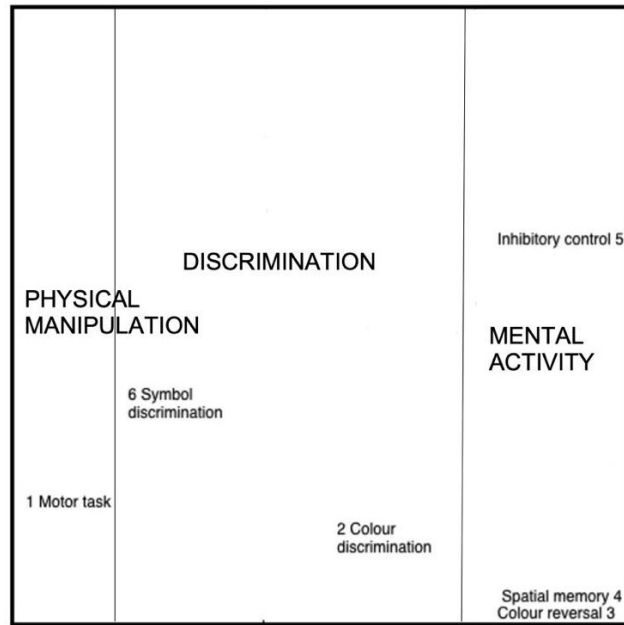 Inhibitory control 5
DISCRIMINATION
PHYSICAL
MANIPULATION
MENTAL
ACTIVITY
6 Symbol
discrimination
1 Motor task
2 Colour
discrimination
Spatial memory 4
Colour reversal 3